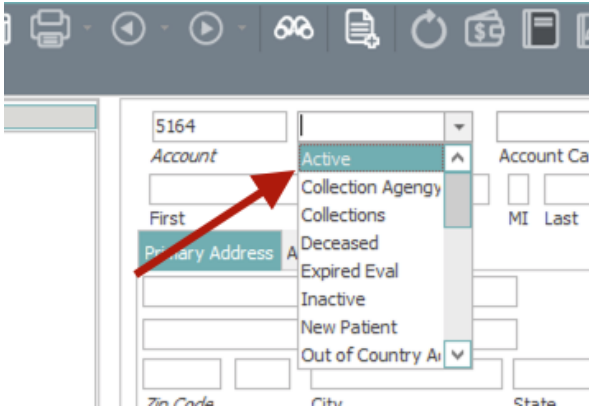 5164
Account
Account Ca
Active
Collection Agengy
Collections
Deceased
Expired Eval
Inactive
New Patient
Out of Country A
First
MI Last
Primary Address A
Zip Code
City
State